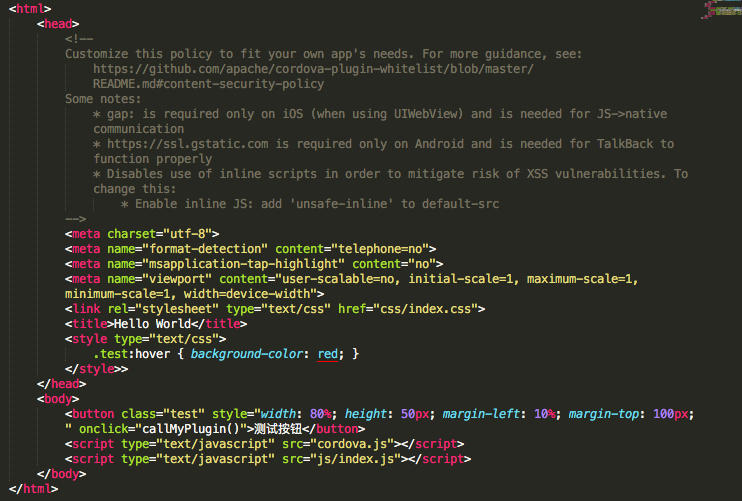 <html>
<head>
<!--
Customize this policy to fit your own app's needs. For more guidance, see:
https://github.com/apache/cordova-plugin-whitelist/blob/master/
README.md#content-security-policy
Some notes:
* gap: is required only on iOS (when using UIWebView) and is needed for JS->native
communication
* https://ssl.gstatic.com is required only on Android and is needed for TalkBack to
function properly
* Disables use of inline scripts in order to mitigate risk of XSS vulnerabilities. To
change this:
* Enable inline JS: add 'unsafe-inline' to default-src
-->
<meta charset="utf-8">
<meta name="format-detection" content="telephone=no">
<meta name="msapplication-tap-highlight" content="no">
<meta name="viewport" content="user-scalable=no, initial-scale=1, maximum-scale=1,
minimum-scale=1, width=device-width">
<link rel="stylesheet" type="text/css" href="css/index.css">
<title>Hello World</title>
<style type="text/css">
.test:hover { background-color: red; }
</style>>
</head>
<body>
<button class="test" style="width: 80%; height: 50px; margin-left: 10%; margin-top: 100px;
" onclick="callMyPlugin()">测试按钮</button>
<script type="text/javascript" src="cordova.js"></script>
<script type="text/javascript" src="js/index.js"></script>
</body>
</html>